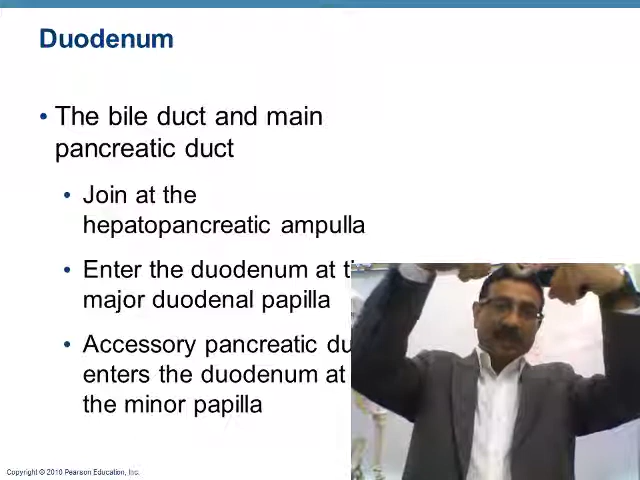 Duodenum
• The bile duct and main
pancreatic duct
• Join at the
hepatopancreatic ampulla
• Enter the duodenum at
major duodenal papilla
• Accessory pancreatic
enters the duodenum at
the minor papilla
Copyright © 2010 Pearson Education, Inc.